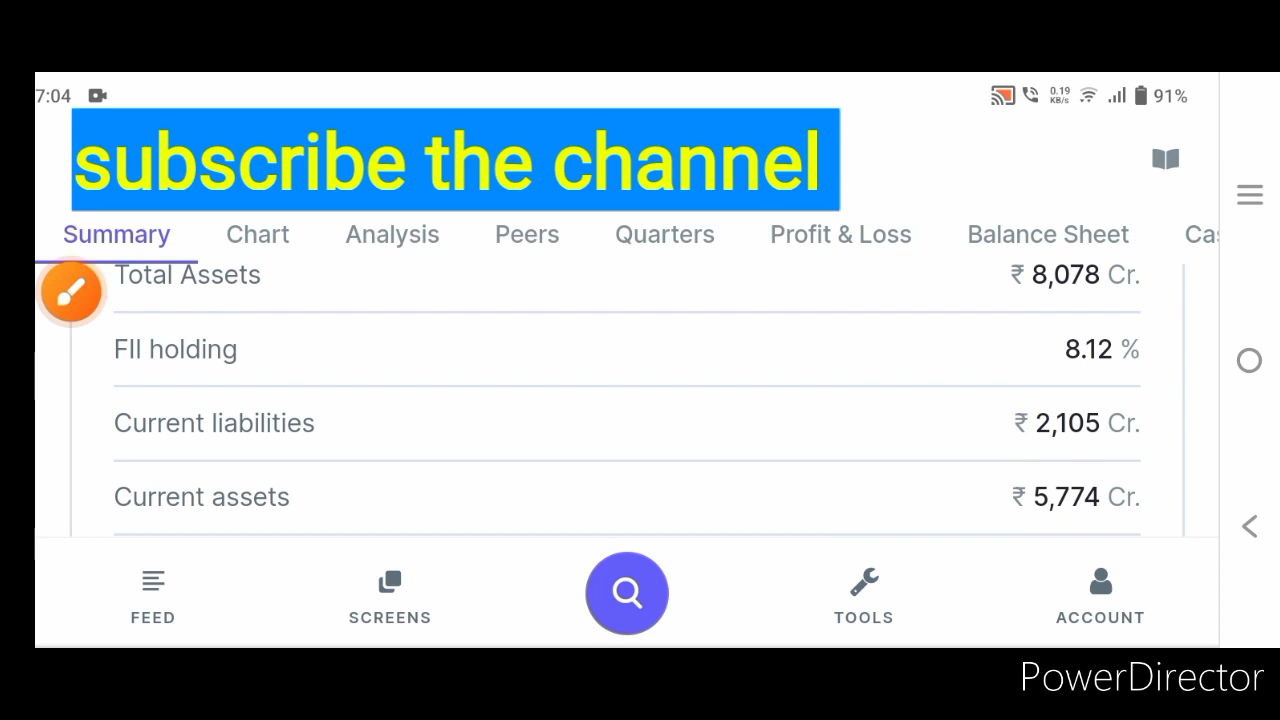 7:04 0.19 KB/s 91%
subscribe the channel
Summary Chart Analysis Peers Quarters Profit & Loss Balance Sheet Cas
Total Assets ₹ 8,078 Cr.
FII holding 8.12 %
Current liabilities ₹ 2,105 Cr.
Current assets ₹ 5,774 Cr.
FEED SCREENS TOOLS ACCOUNT
PowerDirector